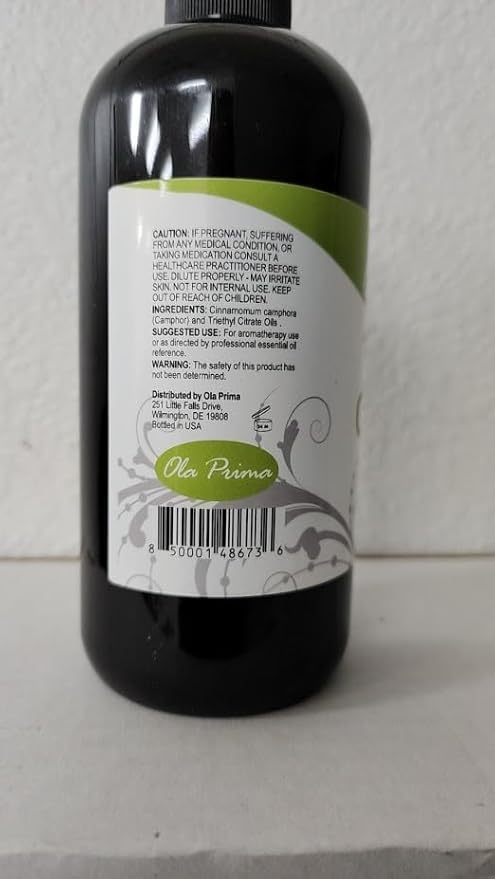 CAUTION: IF PREGNANT, SUFFERING
FROM ANY MEDICAL CONDITION, OR
TAKING MEDICATION CONSULT A
HEALTHCARE PRACTITIONER BEFORE
USE. DILUTE PROPERLY - MAY IRRITATE
SKIN. NOT FOR INTERNAL USE. KEEP
OUT OF REACH OF CHILDREN.
INGREDIENTS: Cinnamomum camphora
(Camphor) and Triethyl Citrate Oils .
SUGGESTED USE: For aromatherapy use
or as directed by professional essential oil
reference.
WARNING: The safety of this product has
not been determined.
Distributed by Ola Prima
251 Little Falls Drive,
Wilmington, DE 19808
Bottled in USA
24 M
Ola Prima
8 50001 48673 6